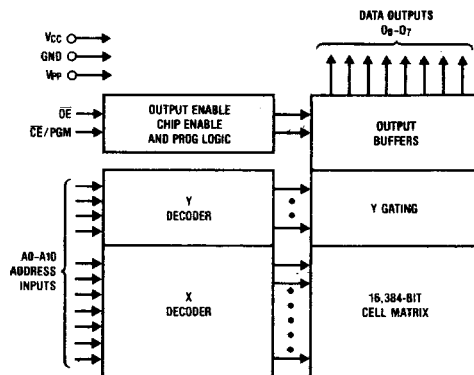 DATA OUTPUTS
O₀-O₇
VCC
GND
VPP
OE
CE/PGM
OUTPUT ENABLE
CHIP ENABLE
AND PROG LOGIC
OUTPUT
BUFFERS
Y
DECODER
Y GATING
A0-A10
ADDRESS
INPUTS
X
DECODER
16,384-BIT
CELL MATRIX